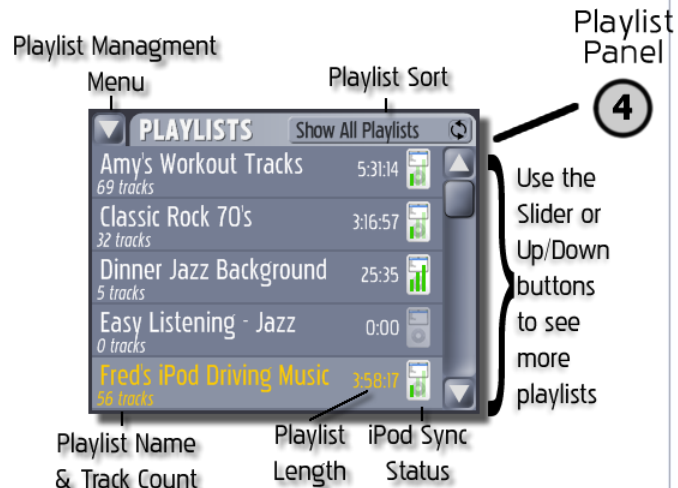 Playlist
Panel
4
Playlist Managment
Menu
Playlist Sort
PLAYLISTS
Show All Playlists
Amy's Workout Tracks
5:31:14
69 tracks
Classic Rock 70's
3:16:57
32 tracks
Dinner Jazz Background
25:35
5 tracks
Easy Listening - Jazz
0:00
0 tracks
Fred's iPod Driving Music
3:58:17
56 tracks
Use the
Slider or
Up/Down
buttons
to see
more
playlists
Playlist Name
& Track Count
Playlist
Length
iPod Sync
Status